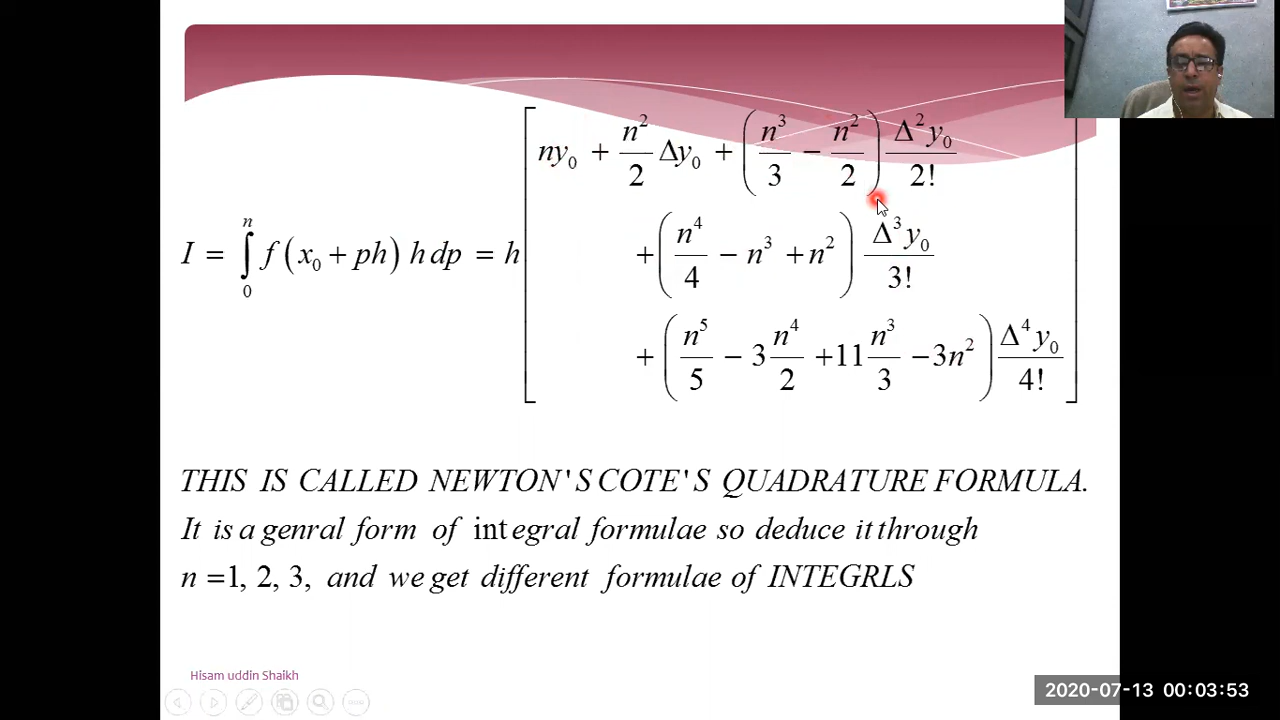 I = ∫₀ⁿ f(x₀ + ph) h dp = h [ ny₀ + n²/2 Δy₀ + (n³/3 − n²/2) Δ²y₀/2!
+ (n⁴/4 − n³ + n²) Δ³y₀/3!
+ (n⁵/5 − 3 n⁴/2 + 11 n³/3 − 3n²) Δ⁴y₀/4! ]
THIS IS CALLED NEWTON'S COTE'S QUADRATURE FORMULA.
It is a genral form of integral formulae so deduce it through
n = 1, 2, 3, and we get different formulae of INTEGRLS
Hisam uddin Shaikh
2020-07-13 00:03:53